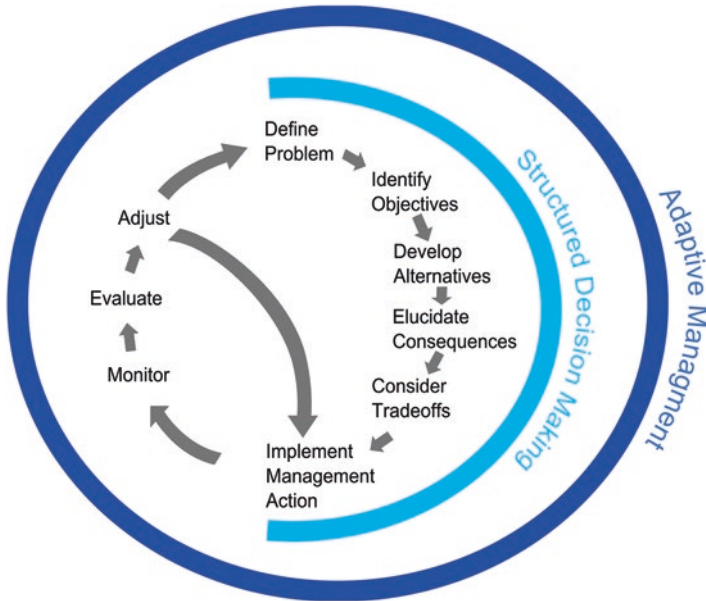 Define
Problem
Identify
Objectives
Develop
Alternatives
Elucidate
Consequences
Consider
Tradeoffs
Implement
Management
Action
Monitor
Evaluate
Adjust
Structured Decision Making
Adaptive Managment